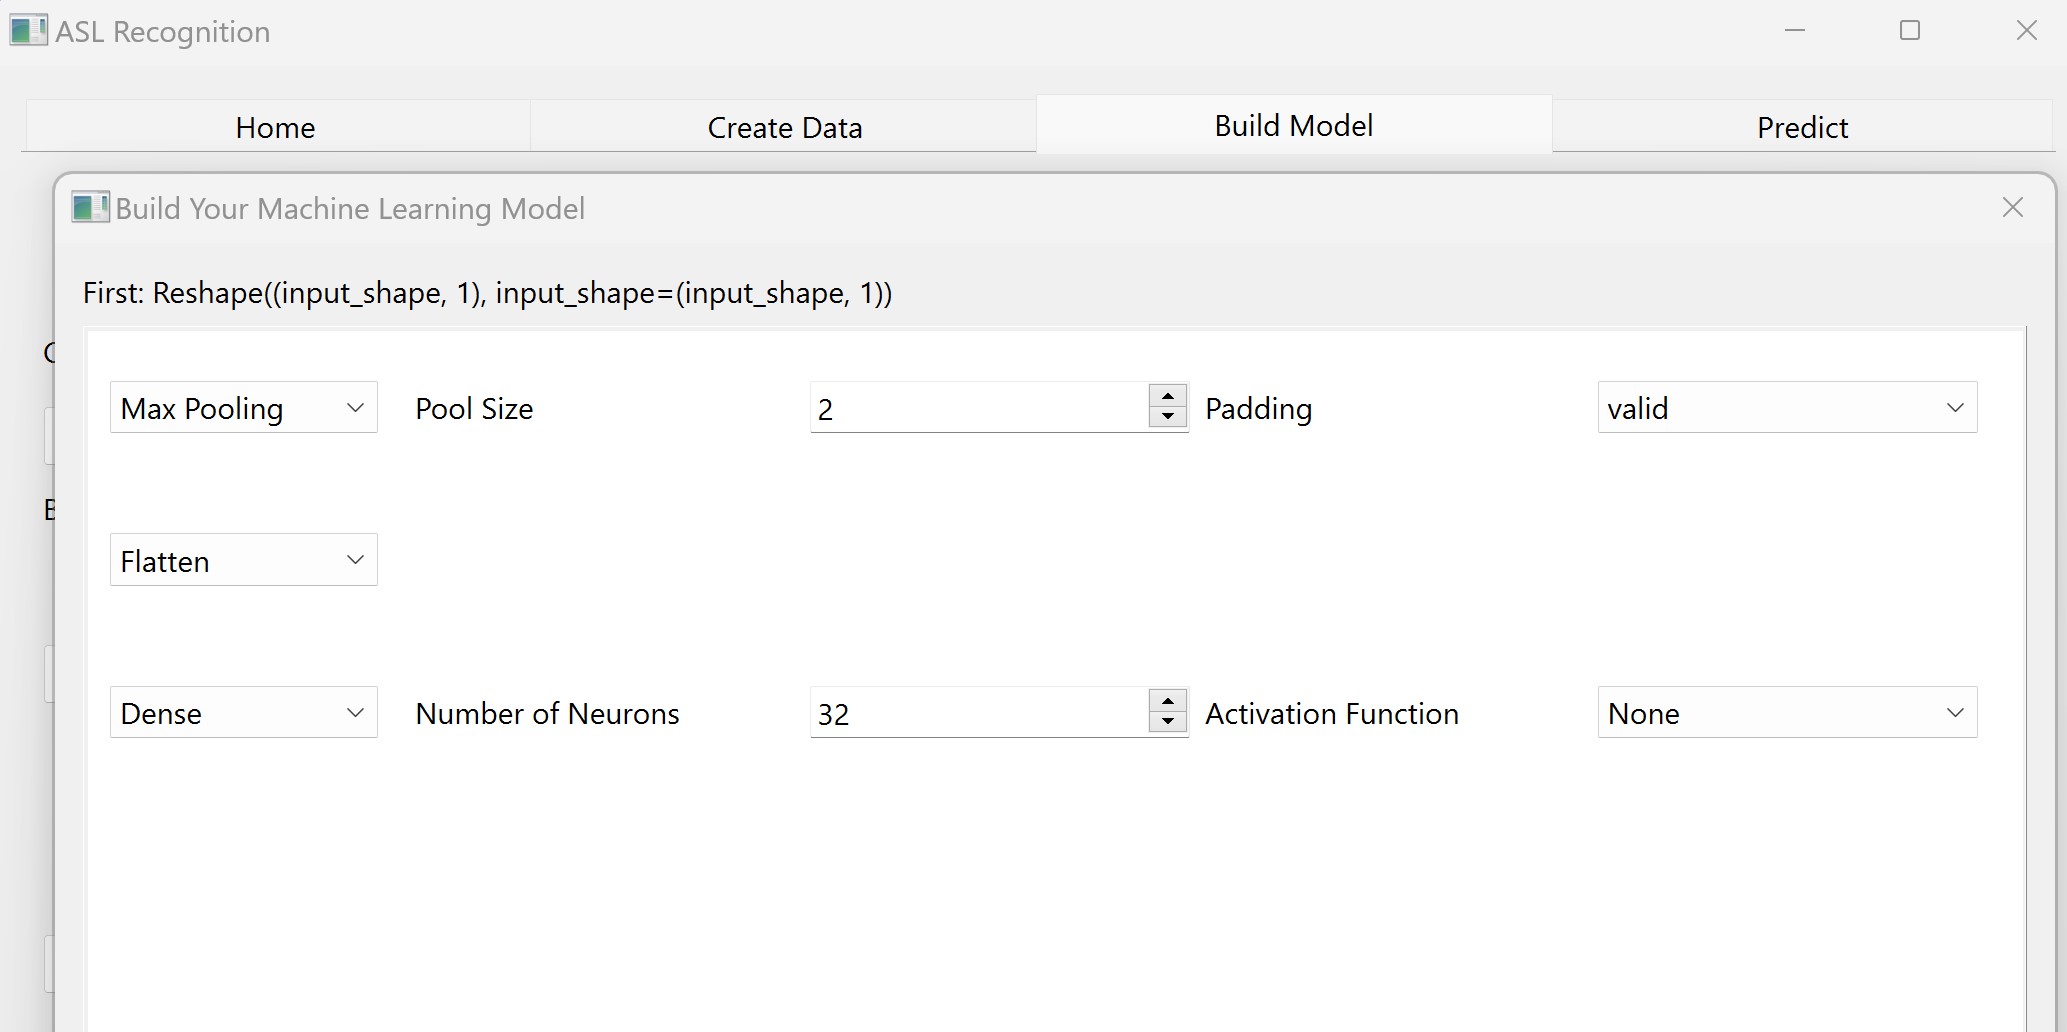 ASL Recognition
Home Create Data Build Model Predict
Build Your Machine Learning Model
First: Reshape((input_shape, 1), input_shape=(input_shape, 1))
Max Pooling Pool Size 2 Padding valid
Flatten
Dense Number of Neurons 32 Activation Function None